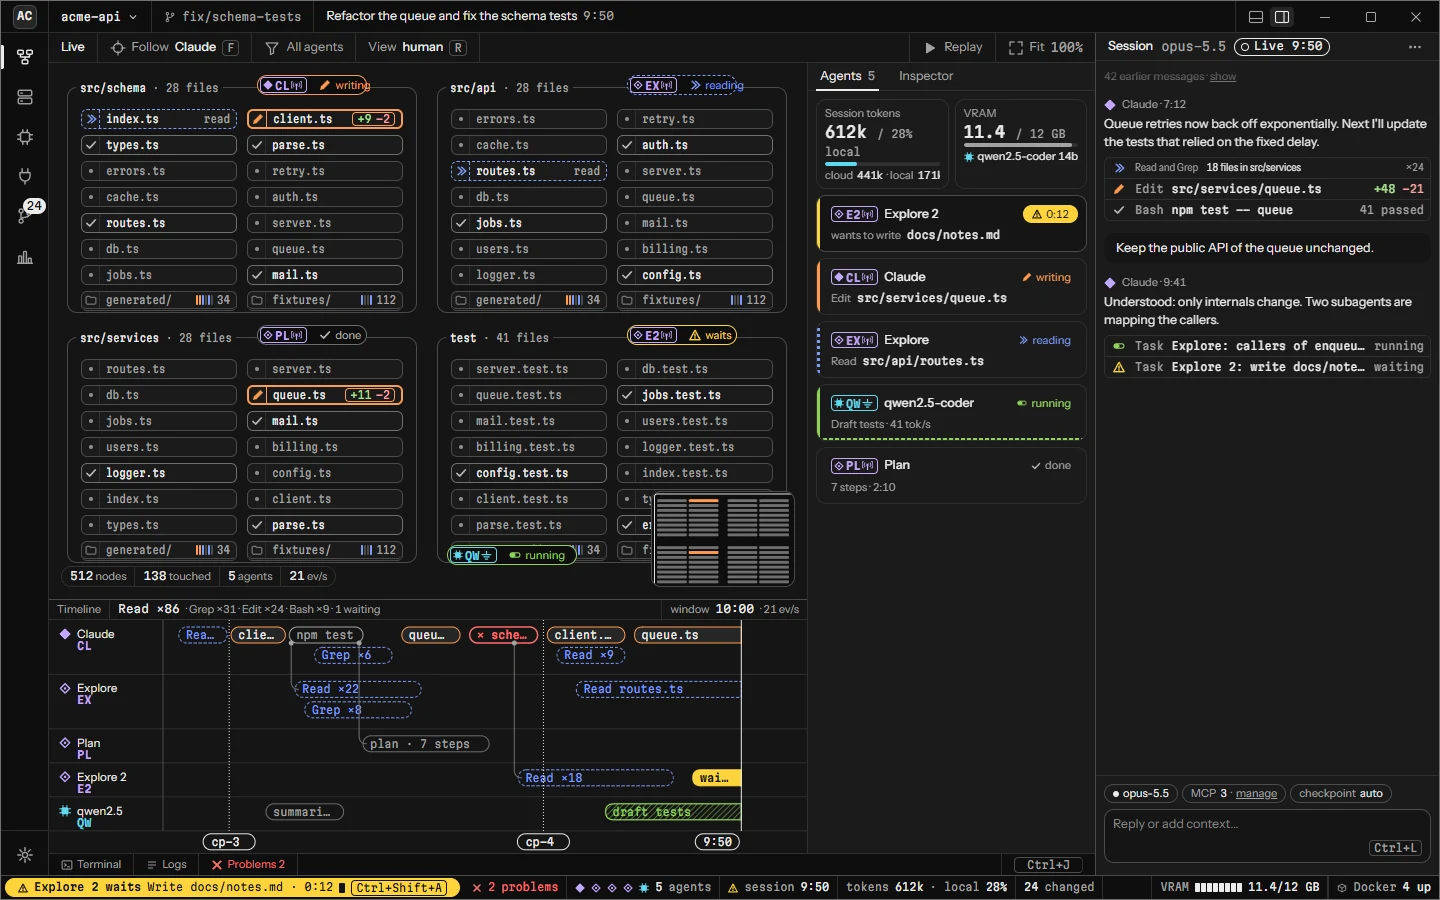 AC
acme-api
fix/schema-tests
Refactor the queue and fix the schema tests 9:50
Live
Follow Claude F
All agents
View human R
Replay
Fit 100%
Session opus-5.5 Live 9:50
24
src/schema · 28 files
CL writing
index.ts read
client.ts +9 −2
types.ts
parse.ts
errors.ts
retry.ts
cache.ts
auth.ts
routes.ts
server.ts
db.ts
queue.ts
jobs.ts
mail.ts
generated/ 34
fixtures/ 112
src/api · 28 files
EX reading
errors.ts
retry.ts
cache.ts
auth.ts
routes.ts read
server.ts
db.ts
queue.ts
jobs.ts
mail.ts
users.ts
billing.ts
logger.ts
config.ts
generated/ 34
fixtures/ 112
src/services · 28 files
PL done
routes.ts
server.ts
db.ts
queue.ts +11 −2
jobs.ts
mail.ts
users.ts
billing.ts
logger.ts
config.ts
index.ts
client.ts
types.ts
parse.ts
generated/ 34
fixtures/ 112
test · 41 files
E2 waits
server.test.ts
db.test.ts
queue.test.ts
jobs.test.ts
mail.test.ts
users.test.ts
billing.test.ts
logger.test.ts
config.test.ts
index.test.ts
client.test.ts
parse.test.ts
34
QW running
512 nodes
138 touched
5 agents
21 ev/s
Agents 5
Inspector
Session tokens
612k / 28%
local
cloud 441k · local 171k
VRAM
11.4 / 12 GB
qwen2.5-coder 14b
E2 Explore 2 0:12
wants to write docs/notes.md
CL Claude writing
Edit src/services/queue.ts
EX Explore reading
Read src/api/routes.ts
QW qwen2.5-coder running
Draft tests · 41 tok/s
PL Plan done
7 steps · 2:10
42 earlier messages · show
Claude · 7:12
Queue retries now back off exponentially. Next I'll update
the tests that relied on the fixed delay.
Read and Grep 18 files in src/services ×24
Edit src/services/queue.ts +48 −21
Bash npm test −− queue 41 passed
Keep the public API of the queue unchanged.
Claude · 9:41
Understood: only internals change. Two subagents are
mapping the callers.
Task Explore: callers of enqueu… running
Task Explore 2: write docs/note… waiting
opus-5.5
MCP 3 · manage
checkpoint auto
Reply or add context…
Ctrl+L
Timeline
Read ×86 · Grep ×31 · Edit ×24 · Bash ×9 · 1 waiting
window 10:00 · 21 ev/s
Claude
CL
Rea…
clie…
npm test
queu…
× sche…
client.…
queue.ts
Grep ×6
Read ×9
Explore
EX
Read ×22
Read routes.ts
Grep ×8
Plan
PL
plan · 7 steps
Explore 2
E2
Read ×18
wai…
qwen2.5
QW
summari…
draft tests
cp-3
cp-4
9:50
Terminal
Logs
Problems 2
Ctrl+J
Explore 2 waits Write docs/notes.md · 0:12 Ctrl+Shift+A
2 problems
5 agents
session 9:50
tokens 612k · local 28%
24 changed
VRAM 11.4/12 GB
Docker 4 up